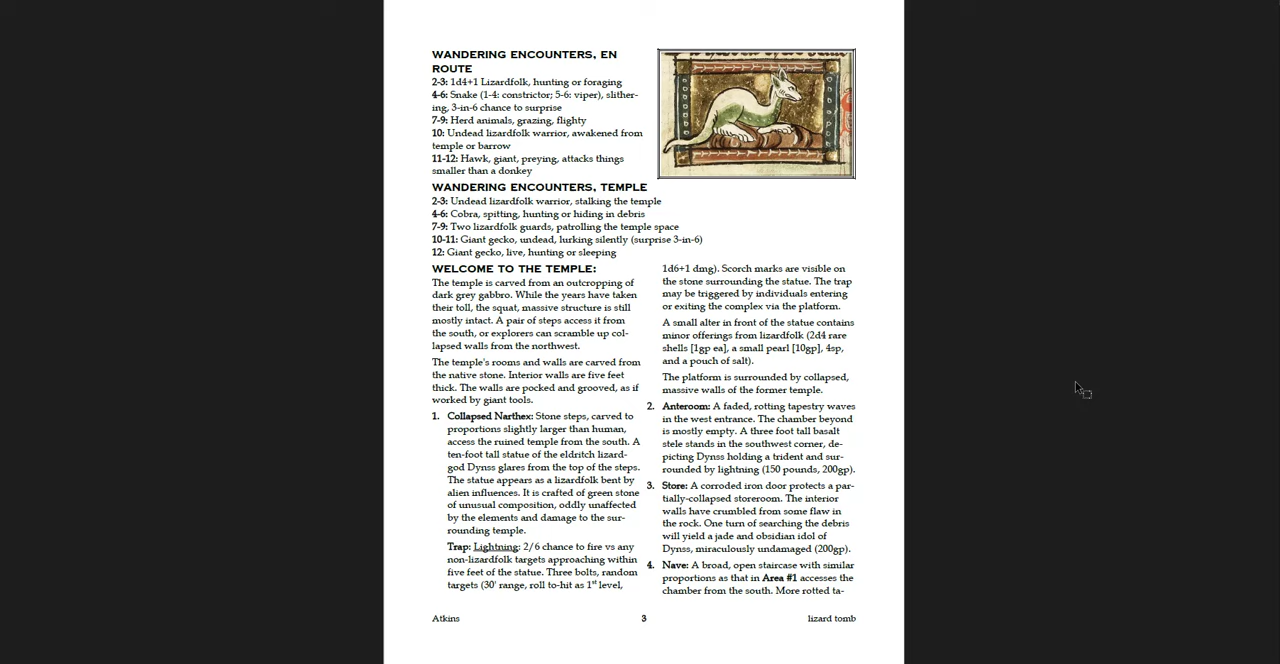 WANDERING ENCOUNTERS, EN
ROUTE
2-3: 1d4+1 Lizardfolk, hunting or foraging
4-6: Snake (1-4: constrictor; 5-6: viper), slither-
ing, 3-in-6 chance to surprise
7-9: Herd animals, grazing, flighty
10: Undead lizardfolk warrior, awakened from
temple or barrow
11-12: Hawk, giant, preying, attacks things
smaller than a donkey
WANDERING ENCOUNTERS, TEMPLE
2-3: Undead lizardfolk warrior, stalking the temple
4-6: Cobra, spitting, hunting or hiding in debris
7-9: Two lizardfolk guards, patrolling the temple space
10-11: Giant gecko, undead, lurking silently (surprise 3-in-6)
12: Giant gecko, live, hunting or sleeping
WELCOME TO THE TEMPLE:
The temple is carved from an outcropping of
dark grey gabbro. While the years have taken
their toll, the squat, massive structure is still
mostly intact. A pair of steps access it from
the south, or explorers can scramble up col-
lapsed walls from the northwest.
The temple's rooms and walls are carved from
the native stone. Interior walls are five feet
thick. The walls are pocked and grooved, as if
worked by giant tools.
1. Collapsed Narthex: Stone steps, carved to
proportions slightly larger than human,
access the ruined temple from the south. A
ten-foot tall statue of the eldritch lizard-
god Dynss glares from the top of the steps.
The statue appears as a lizardfolk bent by
alien influences. It is crafted of green stone
of unusual composition, oddly unaffected
by the elements and damage to the sur-
rounding temple.
Trap: Lightning: 2/6 chance to fire vs any
non-lizardfolk targets approaching within
five feet of the statue. Three bolts, random
targets (30' range, roll to-hit as 1st level,
1d6+1 dmg). Scorch marks are visible on
the stone surrounding the statue. The trap
may be triggered by individuals entering
or exiting the complex via the platform.
A small alter in front of the statue contains
minor offerings from lizardfolk (2d4 rare
shells [1gp ea], a small pearl [10gp], 4sp,
and a pouch of salt).
The platform is surrounded by collapsed,
massive walls of the former temple.
2. Anteroom: A faded, rotting tapestry waves
in the west entrance. The chamber beyond
is mostly empty. A three foot tall basalt
stele stands in the southwest corner, de-
picting Dynss holding a trident and sur-
rounded by lightning (150 pounds, 200gp).
3. Store: A corroded iron door protects a par-
tially-collapsed storeroom. The interior
walls have crumbled from some flaw in
the rock. One turn of searching the debris
will yield a jade and obsidian idol of
Dynss, miraculously undamaged (200gp).
4. Nave: A broad, open staircase with similar
proportions as that in Area #1 accesses the
chamber from the south. More rotted ta-
Atkins 3 lizard tomb